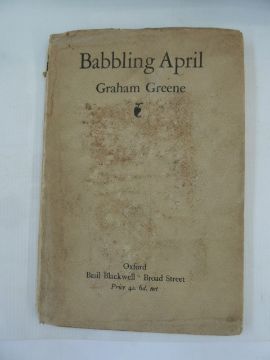 Babbling April
Graham Greene
Oxford
Basil Blackwell Broad Street
Price 4s. 6d. net